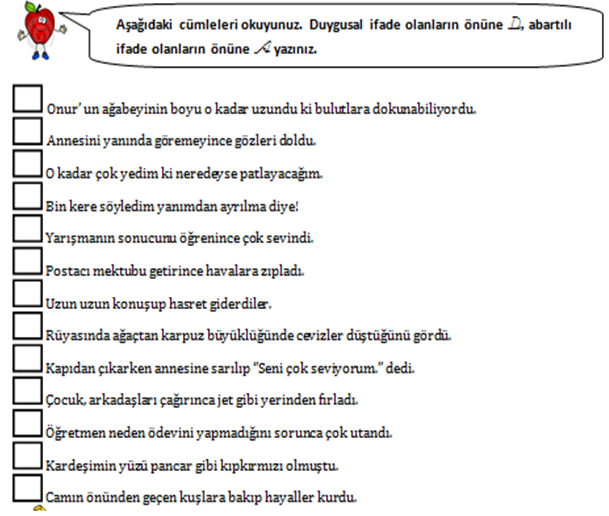 Aşağıdaki cümleleri okuyunuz. Duygusal ifade olanların önüne D, abartılı
ifade olanların önüne A yazınız.
Onur' un ağabeyinin boyu o kadar uzundu ki bulutlara dokunabiliyordu.
Annesini yanında göremeyince gözleri doldu.
O kadar çok yedim ki neredeyse patlayacağım.
Bin kere söyledim yanımdan ayrılma diye!
Yarışmanın sonucunu öğrenince çok sevindi.
Postacı mektubu getirince havalara zıpladı.
Uzun uzun konuşup hasret giderdiler.
Rüyasında ağaçtan karpuz büyüklüğünde cevizler düştüğünü gördü.
Kapıdan çıkarken annesine sarılıp "Seni çok seviyorum." dedi.
Çocuk, arkadaşları çağırınca jet gibi yerinden fırladı.
Öğretmen neden ödevini yapmadığını sorunca çok utandı.
Kardeşimin yüzü pancar gibi kıpkırmızı olmuştu.
Camın önünden geçen kuşlara bakıp hayaller kurdu.